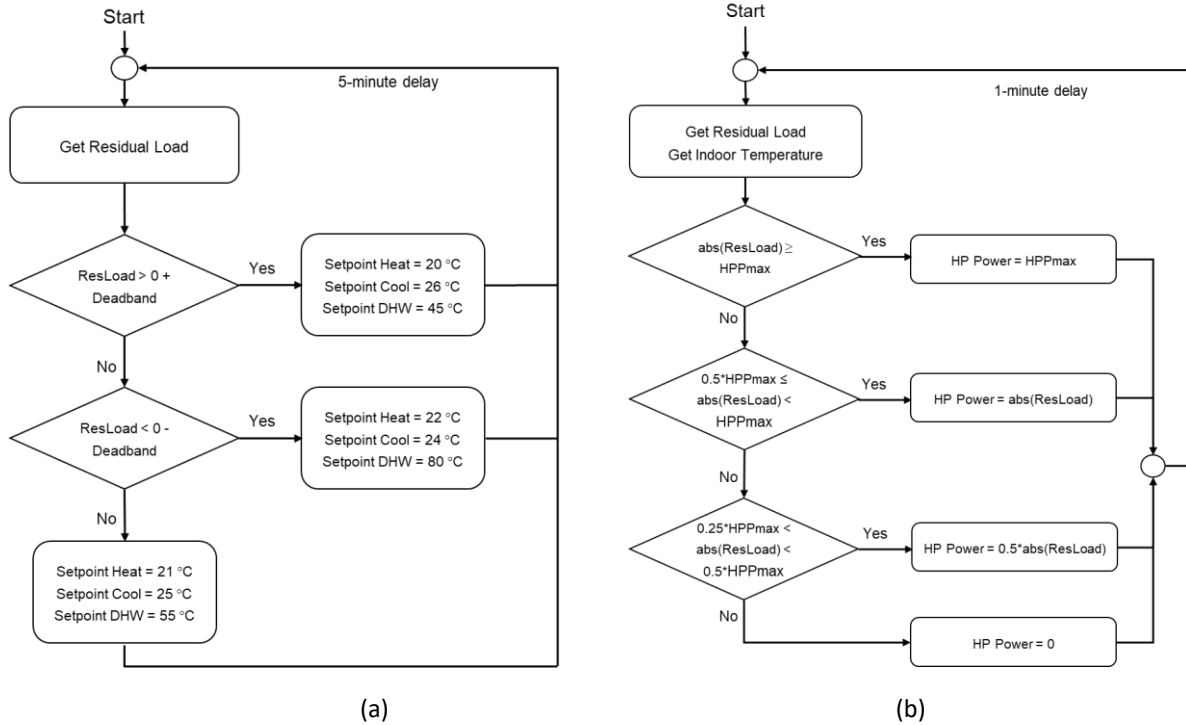 Start
5-minute delay
Get Residual Load
ResLoad > 0 +
Deadband
Yes
Setpoint Heat = 20 °C
Setpoint Cool = 26 °C
Setpoint DHW = 45 °C
No
ResLoad < 0 -
Deadband
Yes
Setpoint Heat = 22 °C
Setpoint Cool = 24 °C
Setpoint DHW = 80 °C
No
Setpoint Heat = 21 °C
Setpoint Cool = 25 °C
Setpoint DHW = 55 °C
(a)
Start
1-minute delay
Get Residual Load
Get Indoor Temperature
abs(ResLoad) ≥
HPPmax
Yes
HP Power = HPPmax
No
0.5*HPPmax ≤
abs(ResLoad) <
HPPmax
Yes
HP Power = abs(ResLoad)
No
0.25*HPPmax <
abs(ResLoad) <
0.5*HPPmax
Yes
HP Power = 0.5*abs(ResLoad)
No
HP Power = 0
(b)